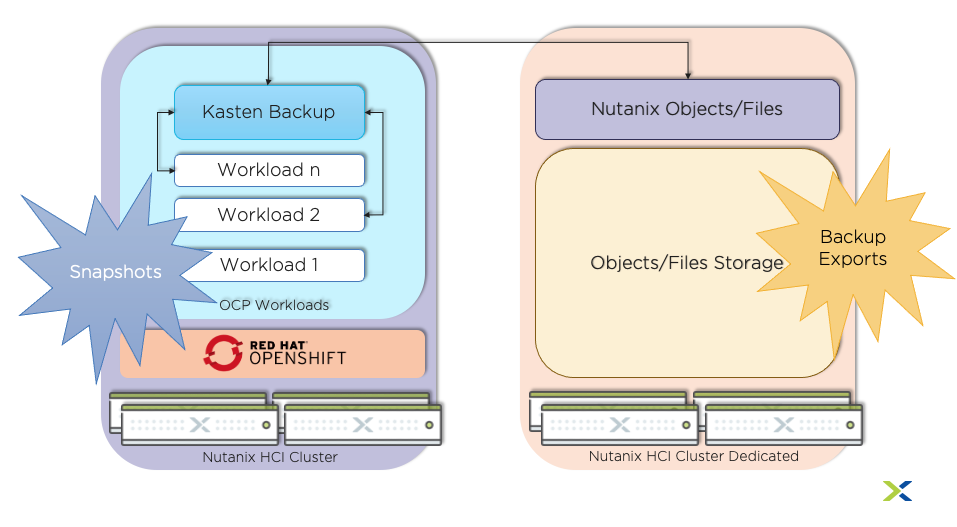 Kasten Backup
Workload n
Workload 2
Workload 1
Snapshots
OCP Workloads
RED HAT®
OPENSHIFT
Nutanix HCI Cluster
Nutanix Objects/Files
Objects/Files Storage
Backup
Exports
Nutanix HCI Cluster Dedicated